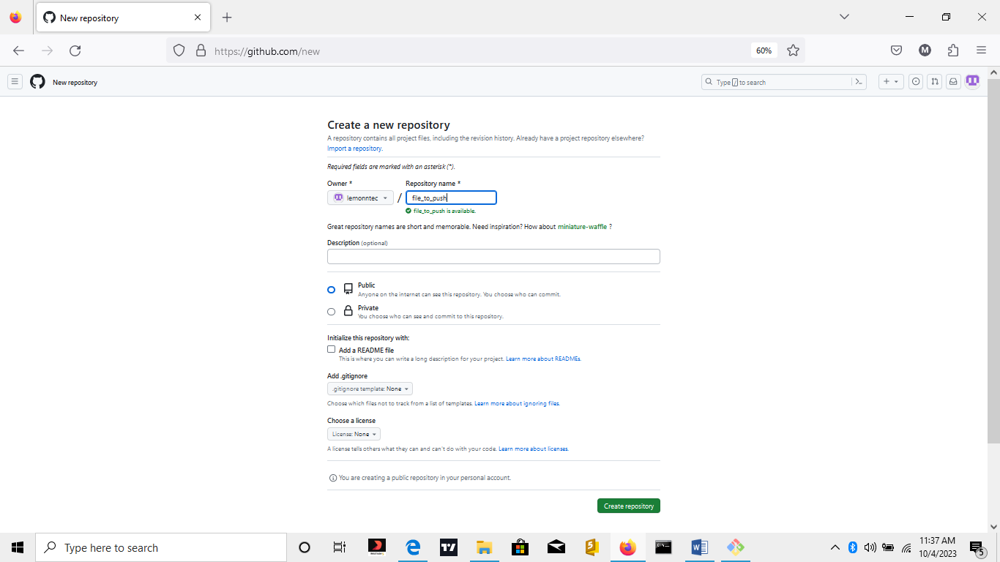 New repository
https://github.com/new
60%
M
New repository
Type / to search
Create a new repository
A repository contains all project files, including the revision history. Already have a project repository elsewhere?
Import a repository.
Required fields are marked with an asterisk (*).
Owner *
Repository name *
lemonntec
/
file_to_push
file_to_push is available.
Great repository names are short and memorable. Need inspiration? How about miniature-waffle ?
Description (optional)
Public
Anyone on the internet can see this repository. You choose who can commit.
Private
You choose who can see and commit to this repository.
Initialize this repository with:
Add a README file
This is where you can write a long description for your project. Learn more about READMEs.
Add .gitignore
.gitignore template: None
Choose which files not to track from a list of templates. Learn more about ignoring files.
Choose a license
License: None
A license tells others what they can and can't do with your code. Learn more about licenses.
You are creating a public repository in your personal account.
Create repository
Type here to search
11:37 AM
10/4/2023
5